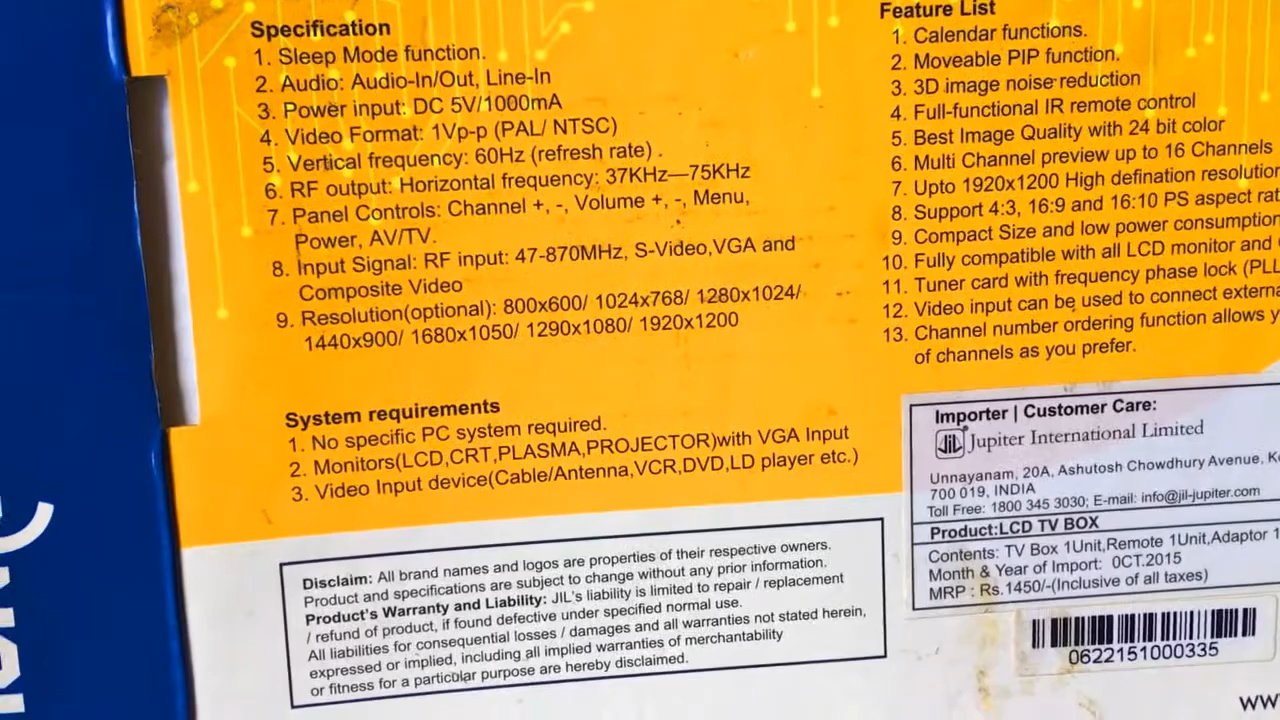 Specification
1. Sleep Mode function.
2. Audio: Audio-In/Out, Line-In
3. Power input: DC 5V/1000mA
4. Video Format: 1Vp-p (PAL/ NTSC)
5. Vertical frequency: 60Hz (refresh rate) .
6. RF output: Horizontal frequency: 37KHz—75KHz
7. Panel Controls: Channel +, -, Volume +, -, Menu,
Power, AV/TV.
8. Input Signal: RF input: 47-870MHz, S-Video,VGA and
Composite Video
9. Resolution(optional): 800x600/ 1024x768/ 1280x1024/
1440x900/ 1680x1050/ 1290x1080/ 1920x1200
System requirements
1. No specific PC system required.
2. Monitors(LCD,CRT,PLASMA,PROJECTOR)with VGA Input
3. Video Input device(Cable/Antenna,VCR,DVD,LD player etc.)
Disclaim: All brand names and logos are properties of their respective owners.
Product and specifications are subject to change without any prior information.
Product's Warranty and Liability: JIL's liability is limited to repair / replacement
/ refund of product, if found defective under specified normal use.
All liabilities for consequential losses / damages and all warranties not stated herein,
expressed or implied, including all implied warranties of merchantability
or fitness for a particular purpose are hereby disclaimed.
Feature List
1. Calendar functions.
2. Moveable PIP function.
3. 3D image noise reduction
4. Full-functional IR remote control
5. Best Image Quality with 24 bit color
6. Multi Channel preview up to 16 Channels
7. Upto 1920x1200 High defination
8. Support 4:3, 16:9 and 16:10 PS aspect
9. Compact Size and low power consumption
10. Fully compatible with all LCD monitor and
11. Tuner card with frequency phase lock (PLL
12. Video input can be used to connect
13. Channel number ordering function allows
of channels as you prefer.
Importer | Customer Care:
JIL Jupiter International Limited
Unnayanam, 20A, Ashutosh Chowdhury Avenue,
700 019, INDIA
Toll Free: 1800 345 3030; E-mail: info@jil-jupiter.com
Product:LCD TV BOX
Contents: TV Box 1Unit,Remote 1Unit,Adaptor
Month & Year of Import: 0CT.2015
MRP : Rs.1450/-(Inclusive of all taxes)
0622151000335